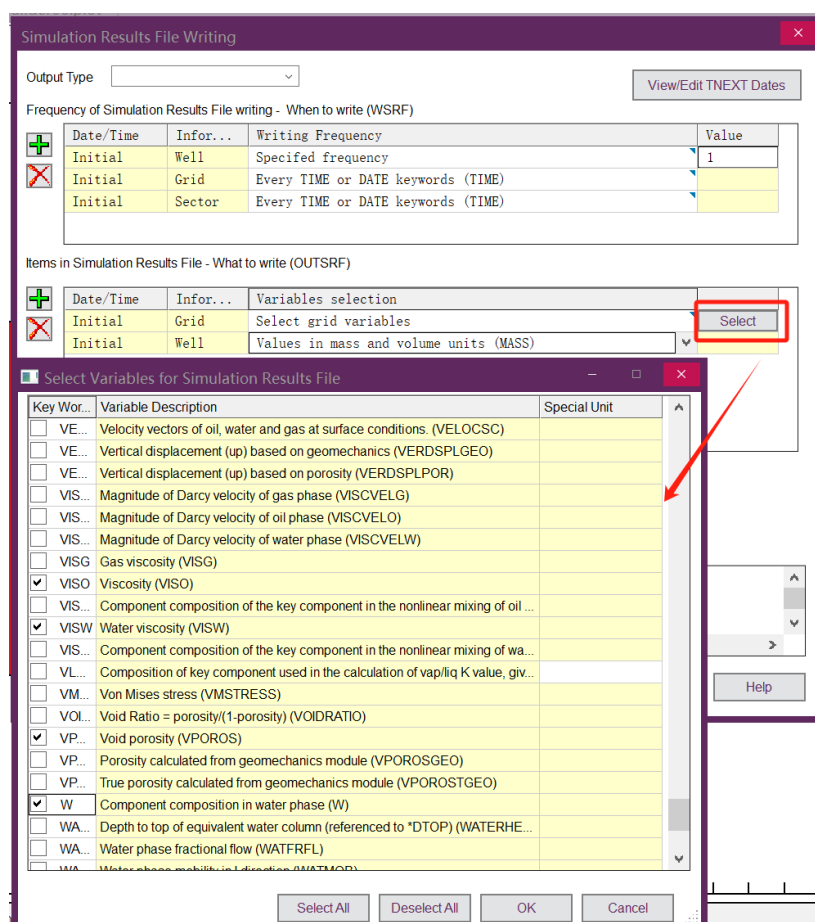 Simulation Results File Writing
Output Type
View/Edit TNEXT Dates
Frequency of Simulation Results File writing - When to write (WSRF)
Date/Time Infor... Writing Frequency Value
Initial Well Specifed frequency 1
Initial Grid Every TIME or DATE keywords (TIME)
Initial Sector Every TIME or DATE keywords (TIME)
Items in Simulation Results File - What to write (OUTSRF)
Date/Time Infor... Variables selection
Initial Grid Select grid variables Select
Initial Well Values in mass and volume units (MASS)
Select Variables for Simulation Results File
Key Wor... Variable Description Special Unit
VE... Velocity vectors of oil, water and gas at surface conditions. (VELOCSC)
VE... Vertical displacement (up) based on geomechanics (VERDSPLGEO)
VE... Vertical displacement (up) based on porosity (VERDSPLPOR)
VIS... Magnitude of Darcy velocity of gas phase (VISCVELG)
VIS... Magnitude of Darcy velocity of oil phase (VISCVELO)
VIS... Magnitude of Darcy velocity of water phase (VISCVELW)
VISG Gas viscosity (VISG)
VISO Viscosity (VISO)
VIS... Component composition of the key component in the nonlinear mixing of oil ...
VISW Water viscosity (VISW)
VIS... Component composition of the key component in the nonlinear mixing of wa...
VL... Composition of key component used in the calculation of vap/liq K value, giv...
VM... Von Mises stress (VMSTRESS)
VOI... Void Ratio = porosity/(1-porosity) (VOIDRATIO)
VP... Void porosity (VPOROS)
VP... Porosity calculated from geomechanics module (VPOROSGEO)
VP... True porosity calculated from geomechanics module (VPOROSTGEO)
W Component composition in water phase (W)
WA... Depth to top of equivalent water column (referenced to *DTOP) (WATERHE...
WA... Water phase fractional flow (WATFRFL)
WA... Water phase mobility in I direction (WATMOB)
Help
Select All Deselect All OK Cancel